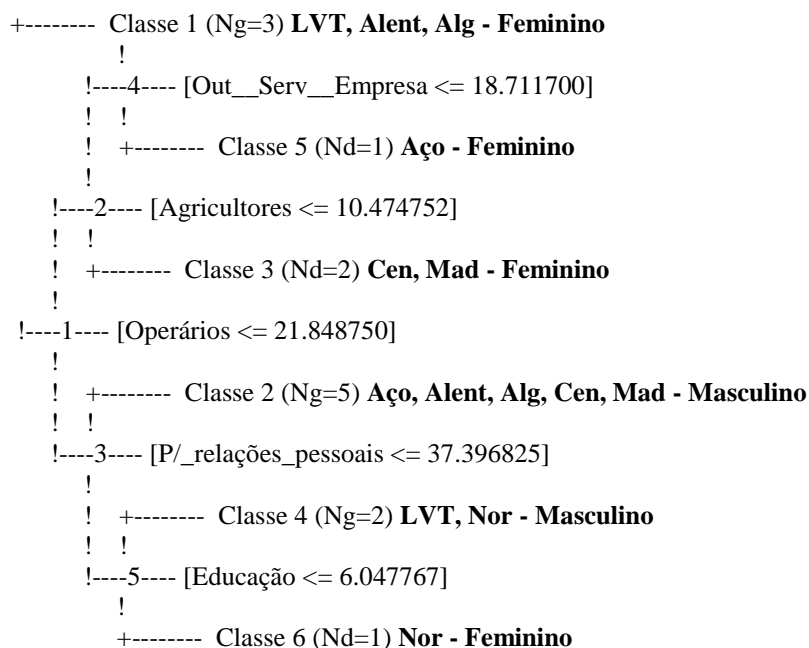 +-------- Classe 1 (Ng=3) LVT, Alent, Alg - Feminino
!
!----4---- [Out__Serv__Empresa <= 18.711700]
! !
! +-------- Classe 5 (Nd=1) Aço - Feminino
!
!----2---- [Agricultores <= 10.474752]
! !
! +-------- Classe 3 (Nd=2) Cen, Mad - Feminino
!
!----1---- [Operários <= 21.848750]
!
! +-------- Classe 2 (Ng=5) Aço, Alent, Alg, Cen, Mad - Masculino
! !
!----3---- [P/_relações_pessoais <= 37.396825]
!
! +-------- Classe 4 (Ng=2) LVT, Nor - Masculino
! !
!----5---- [Educação <= 6.047767]
!
+-------- Classe 6 (Nd=1) Nor - Feminino